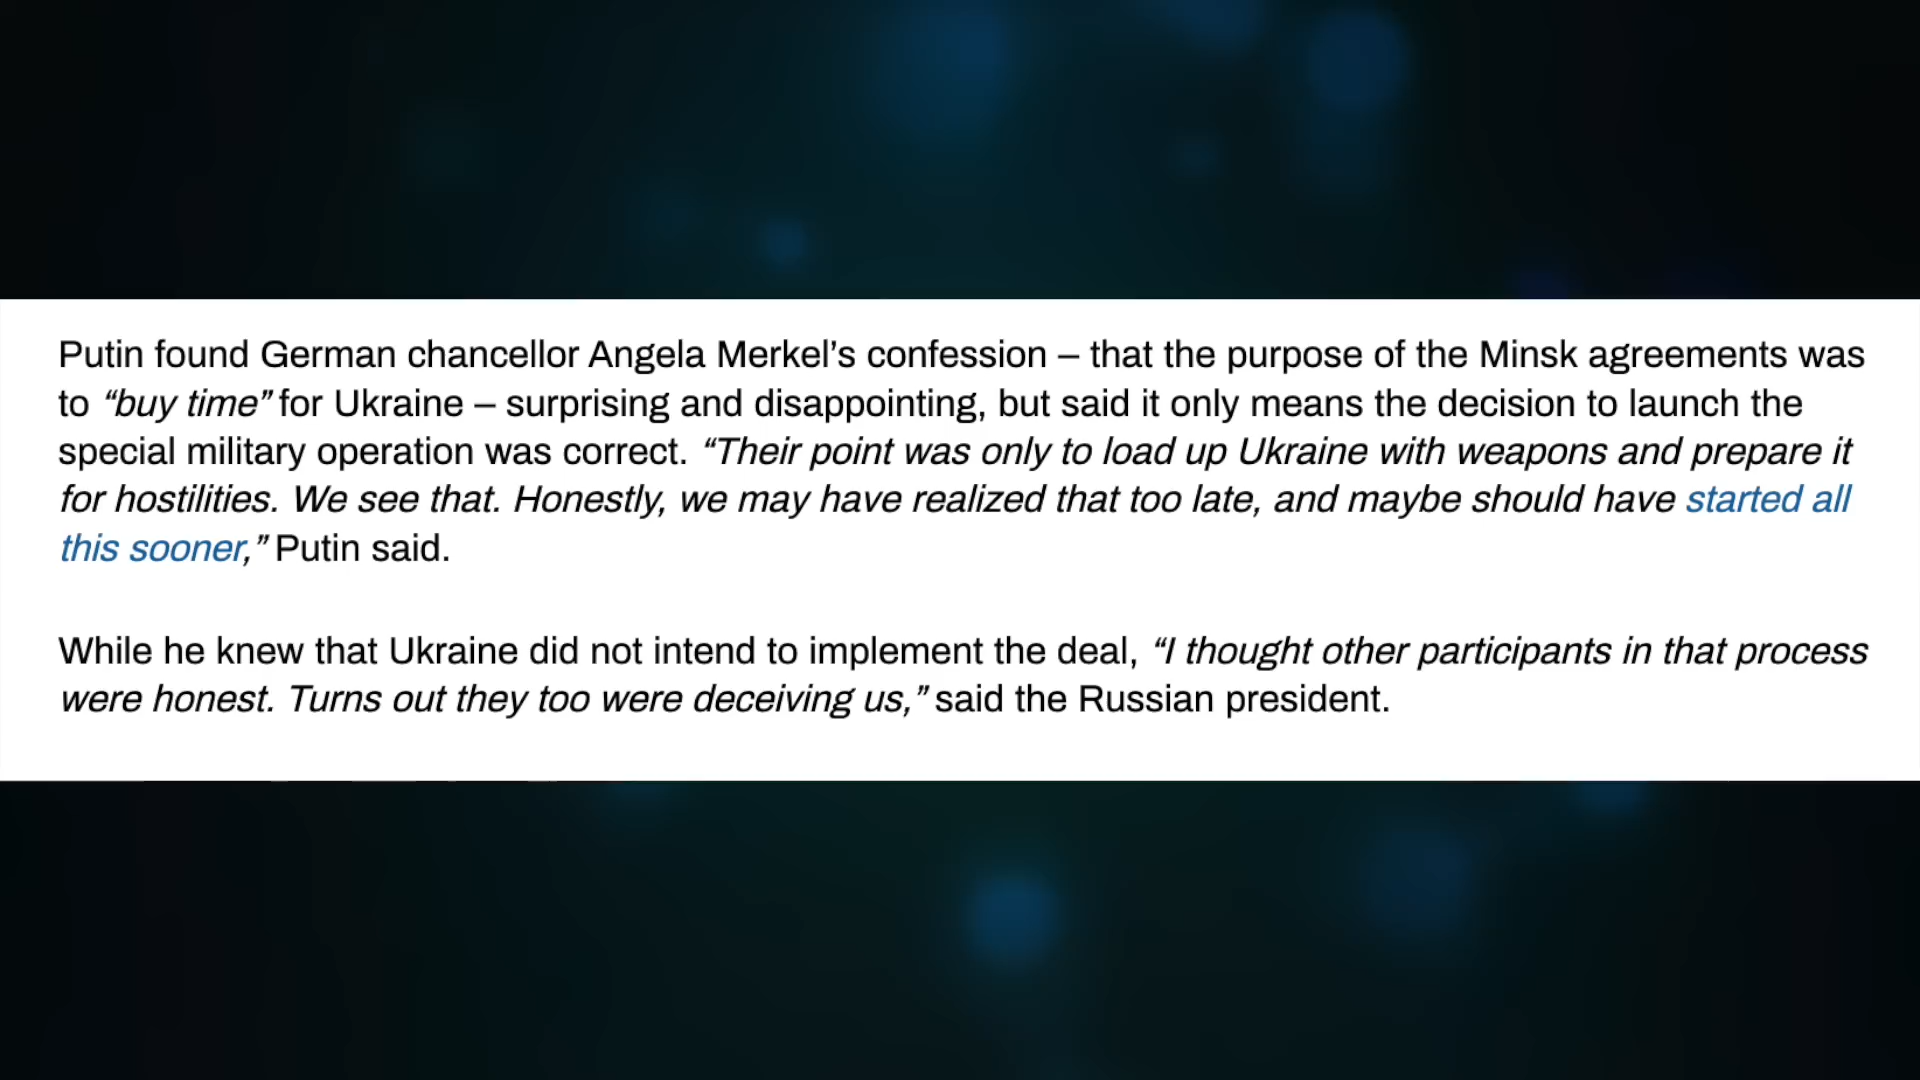 Putin found German chancellor Angela Merkel’s confession – that the purpose of the Minsk agreements was
to “buy time” for Ukraine – surprising and disappointing, but said it only means the decision to launch the
special military operation was correct. “Their point was only to load up Ukraine with weapons and prepare it
for hostilities. We see that. Honestly, we may have realized that too late, and maybe should have started all
this sooner,” Putin said.
While he knew that Ukraine did not intend to implement the deal, “I thought other participants in that process
were honest. Turns out they too were deceiving us,” said the Russian president.